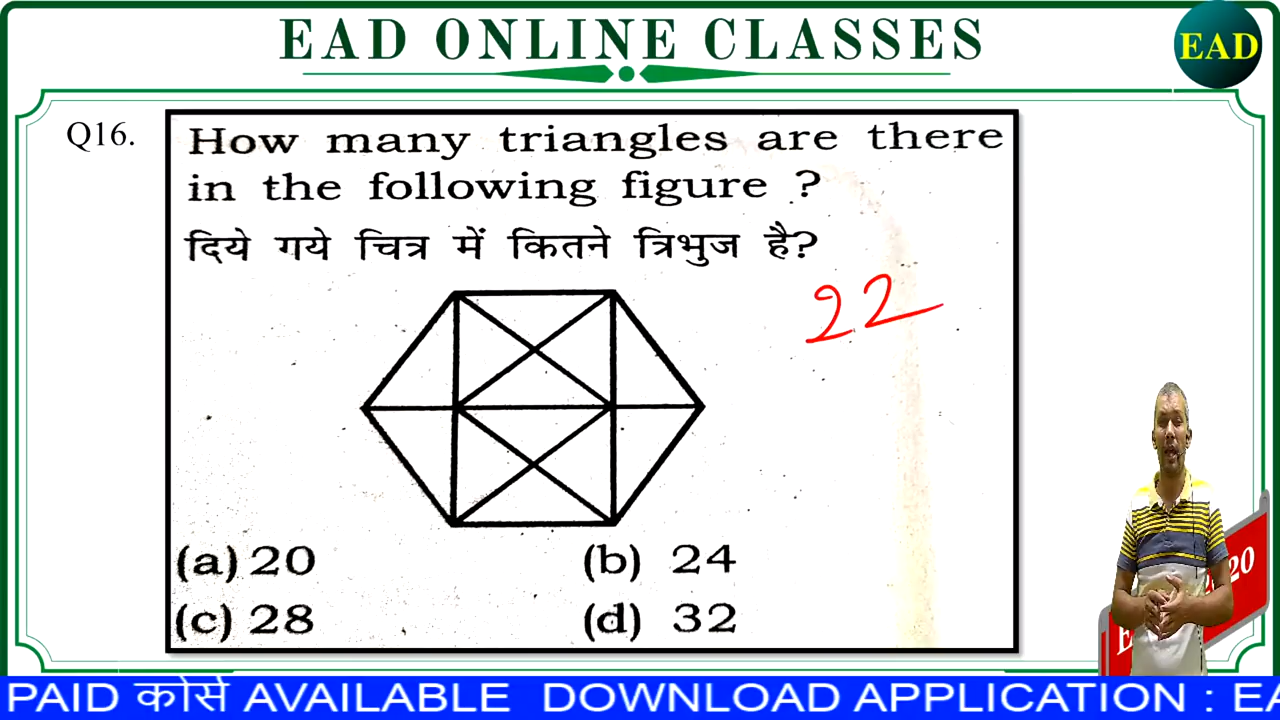 EAD ONLINE CLASSES
EAD
Q16.
How many triangles are there
in the following figure ?
दिये गये चित्र में कितने त्रिभुज है?
22
(a) 20 (b) 24
(c) 28 (d) 32
PAID कोर्स AVAILABLE DOWNLOAD APPLICATION : EA